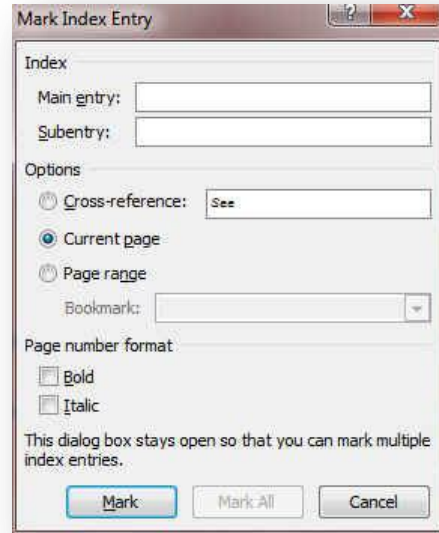 Mark Index Entry
Index
Main entry:
Subentry:
Options
Cross-reference: See
Current page
Page range
Bookmark:
Page number format
Bold
Italic
This dialog box stays open so that you can mark multiple
index entries.
Mark Mark All Cancel